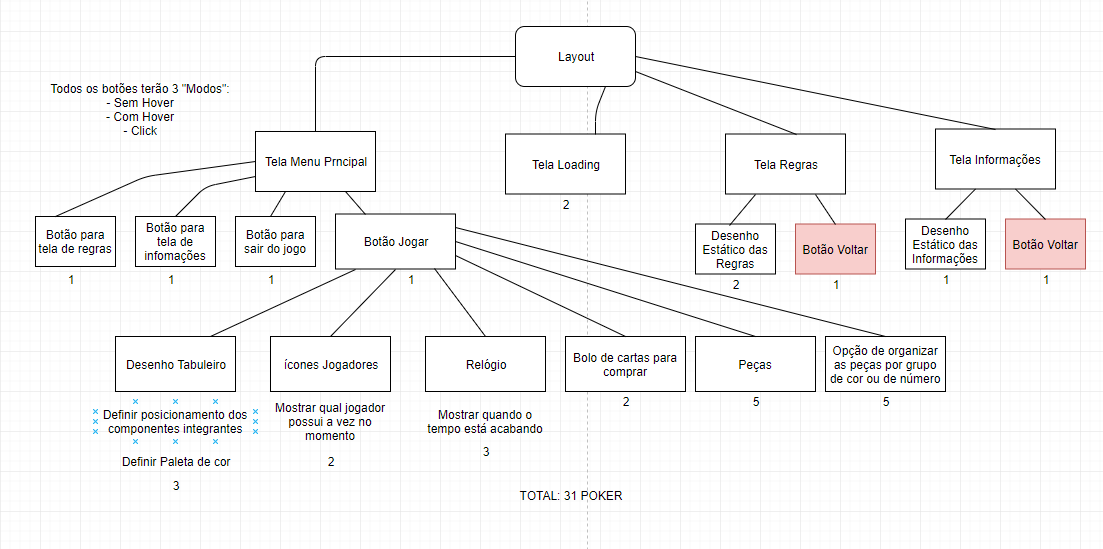 Layout
Todos os botões terão 3 "Modos":
- Sem Hover
- Com Hover
- Click
Tela Menu Prncipal
Tela Loading
2
Tela Regras
Tela Informações
Botão para
tela de regras
1
Botão para
tela de
infomações
1
Botão para
sair do jogo
1
Botão Jogar
1
Desenho
Estático das
Regras
2
Botão Voltar
1
Desenho
Estático das
Informações
1
Botão Voltar
1
Desenho Tabuleiro
Definir posicionamento dos
componentes integrantes
Definir Paleta de cor
3
ícones Jogadores
Mostrar qual jogador
possui a vez no
momento
2
Relógio
Mostrar quando o
tempo está acabando
3
Bolo de cartas para
comprar
2
Peças
5
Opção de organizar
as peças por grupo
de cor ou de número
5
TOTAL: 31 POKER